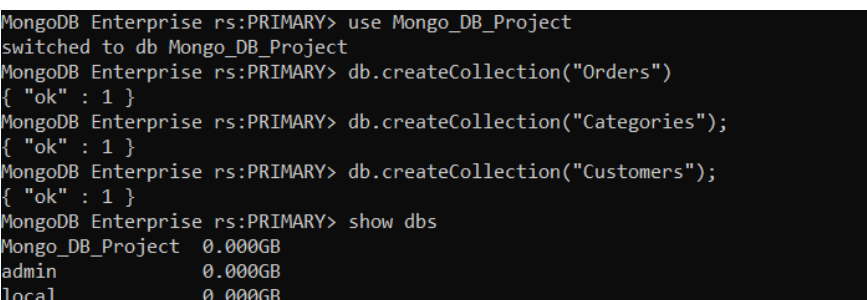 MongoDB Enterprise rs:PRIMARY> use Mongo_DB_Project
switched to db Mongo_DB_Project
MongoDB Enterprise rs:PRIMARY> db.createCollection("Orders")
{ "ok" : 1 }
MongoDB Enterprise rs:PRIMARY> db.createCollection("Categories");
{ "ok" : 1 }
MongoDB Enterprise rs:PRIMARY> db.createCollection("Customers");
{ "ok" : 1 }
MongoDB Enterprise rs:PRIMARY> show dbs
Mongo_DB_Project  0.000GB
admin             0.000GB
local             0.000GB